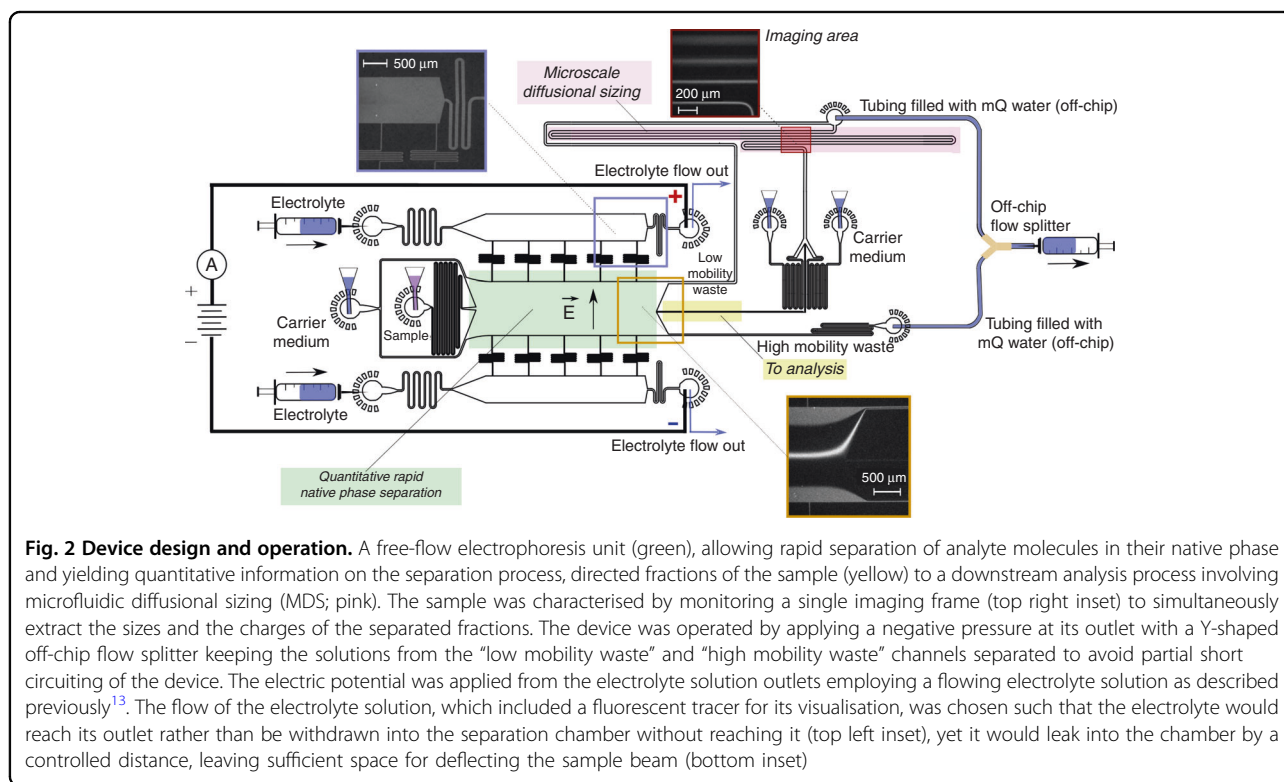 Imaging area
500 μm
Microscale
diffusional sizing
200 μm
Tubing filled with mQ water (off-chip)
Electrolyte flow out
+
Electrolyte
Off-chip
flow splitter
Carrier
medium
Low
mobility
waste
A
+
−
E
Carrier
medium
Sample
Tubing filled with
mQ water (off-chip)
High mobility waste
To analysis
Electrolyte
−
Electrolyte flow out
Quantitative rapid
native phase separation
500 μm
Fig. 2 Device design and operation. A free-flow electrophoresis unit (green), allowing rapid separation of analyte molecules in their native phase
and yielding quantitative information on the separation process, directed fractions of the sample (yellow) to a downstream analysis process involving
microfluidic diffusional sizing (MDS; pink). The sample was characterised by monitoring a single imaging frame (top right inset) to simultaneously
extract the sizes and the charges of the separated fractions. The device was operated by applying a negative pressure at its outlet with a Y-shaped
off-chip flow splitter keeping the solutions from the “low mobility waste” and “high mobility waste” channels separated to avoid partial short
circuiting of the device. The electric potential was applied from the electrolyte solution outlets employing a flowing electrolyte solution as described
previously13. The flow of the electrolyte solution, which included a fluorescent tracer for its visualisation, was chosen such that the electrolyte would
reach its outlet rather than be withdrawn into the separation chamber without reaching it (top left inset), yet it would leak into the chamber by a
controlled distance, leaving sufficient space for deflecting the sample beam (bottom inset)